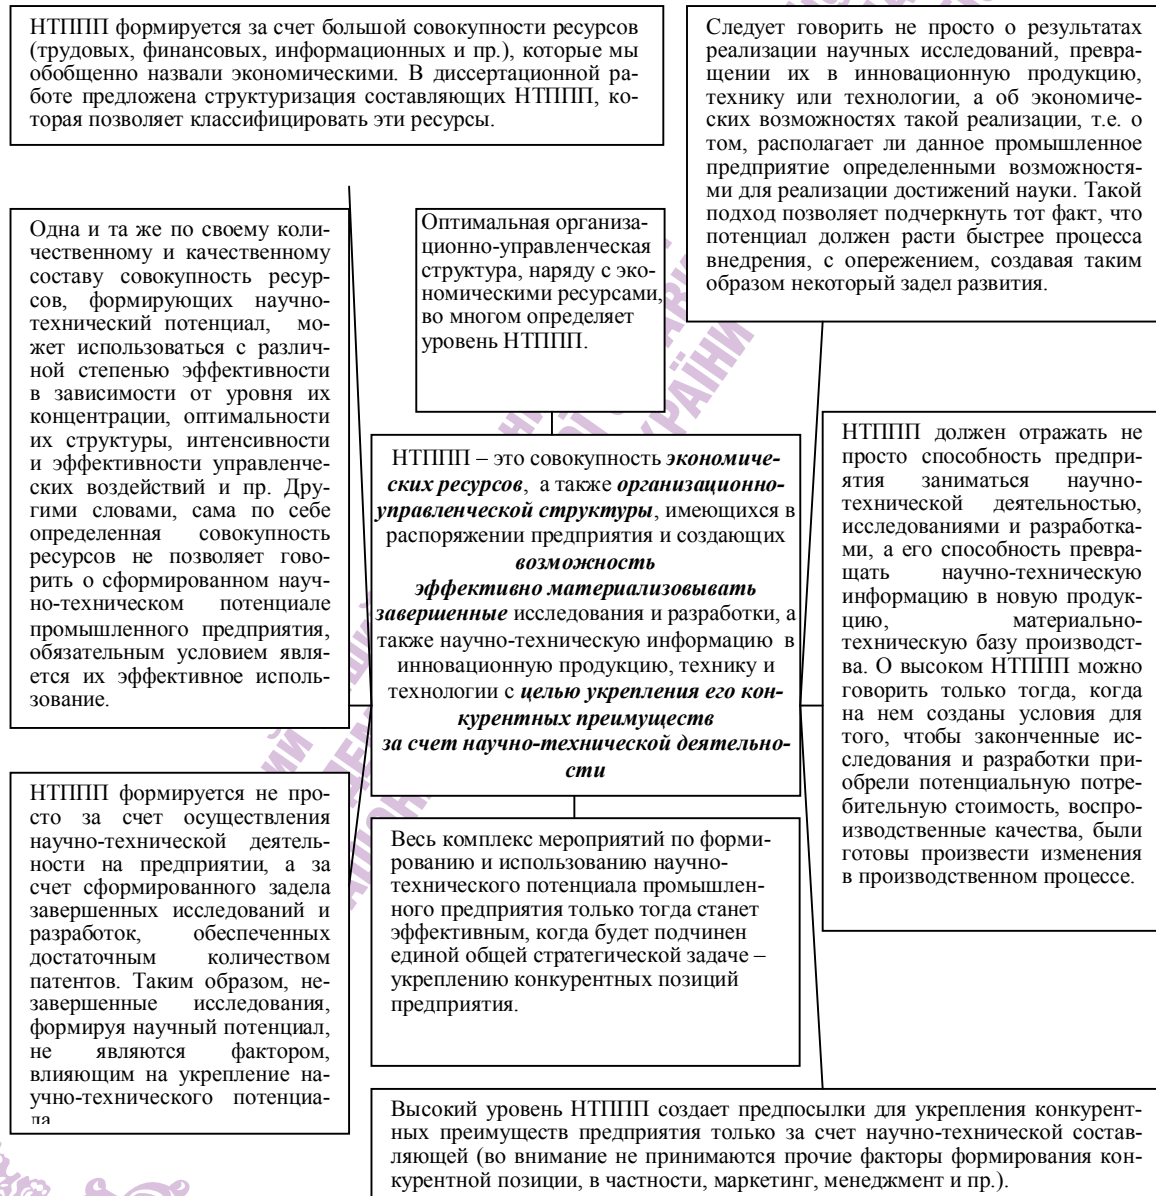 НТППП формируется за счет большой совокупности ресурсов
(трудовых, финансовых, информационных и пр.), которые мы
обобщенно назвали экономическими. В диссертационной ра-
боте предложена структуризация составляющих НТППП, ко-
торая позволяет классифицировать эти ресурсы.
Следует говорить не просто о результатах
реализации научных исследований, превра-
щении их в инновационную продукцию,
технику или технологии, а об экономиче-
ских возможностях такой реализации, т.е. о
том, располагает ли данное промышленное
предприятие определенными возможностя-
ми для реализации достижений науки. Такой
подход позволяет подчеркнуть тот факт, что
потенциал должен расти быстрее процесса
внедрения, с опережением, создавая таким
образом некоторый задел развития.
Одна и та же по своему коли-
чественному и качественному
составу совокупность ресур-
сов, формирующих научно-
технический потенциал, мо-
жет использоваться с различ-
ной степенью эффективности
в зависимости от уровня их
концентрации, оптимальности
их структуры, интенсивности
и эффективности управленче-
ских воздействий и пр. Дру-
гими словами, сама по себе
определенная совокупность
ресурсов не позволяет гово-
рить о сформированном науч-
но-техническом потенциале
промышленного предприятия,
обязательным условием явля-
ется их эффективное исполь-
зование.
Оптимальная организа-
ционно-управленческая
структура, наряду с эко-
номическими ресурсами,
во многом определяет
уровень НТППП.
НТППП – это совокупность экономиче-
ских ресурсов, а также организационно-
управленческой структуры, имеющихся в
распоряжении предприятия и создающих
возможность
эффективно материализовывать
завершенные исследования и разработки, а
также научно-техническую информацию в
инновационную продукцию, технику и
технологии с целью укрепления его кон-
курентных преимуществ
за счет научно-технической деятельно-
сти
НТППП должен отражать не
просто способность предпри-
ятия заниматься научно-
технической деятельностью,
исследованиями и разработка-
ми, а его способность превра-
щать научно-техническую
информацию в новую продук-
цию, материально-
техническую базу производст-
ва. О высоком НТППП можно
говорить только тогда, когда
на нем созданы условия для
того, чтобы законченные ис-
следования и разработки при-
обрели потенциальную потре-
бительную стоимость, воспро-
изводственные качества, были
готовы произвести изменения
в производственном процессе.
НТППП формируется не про-
сто за счет осуществления
научно-технической деятель-
ности на предприятии, а за
счет сформированного задела
завершенных исследований и
разработок, обеспеченных
достаточным количеством
патентов. Таким образом, не-
завершенные исследования,
формируя научный потенциал,
не являются фактором,
влияющим на укрепление на-
учно-технического потенциа-
ла
Весь комплекс мероприятий по форми-
рованию и использованию научно-
технического потенциала промышлен-
ного предприятия только тогда станет
эффективным, когда будет подчинен
единой общей стратегической задаче –
укреплению конкурентных позиций
предприятия.
Высокий уровень НТППП создает предпосылки для укрепления конкурент-
ных преимуществ предприятия только за счет научно-технической состав-
ляющей (во внимание не принимаются прочие факторы формирования кон-
курентной позиции, в частности, маркетинг, менеджмент и пр.).